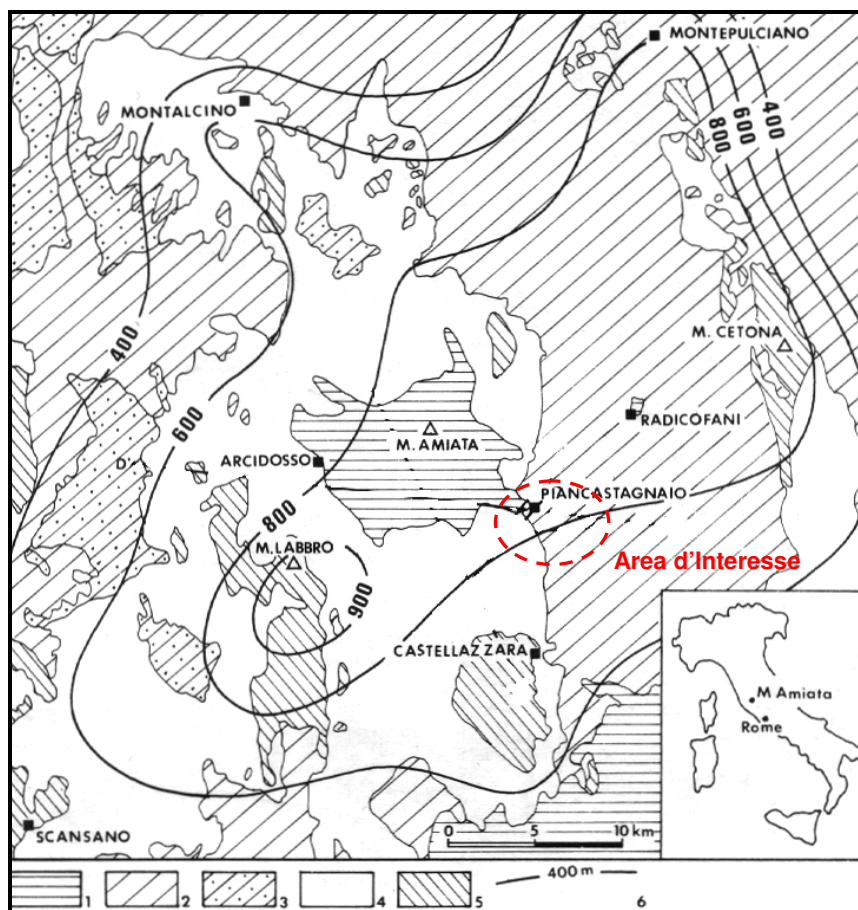 MONTEPULCIANO
MONTALCINO
400
600
800
M. CETONA
400
RADICOFANI
M. AMIATA
600
ARCIDOSSO
PIANCASTAGNAIO
800
M. LABBRO
Area d'Interesse
900
CASTELLAZZARA
M Amiata
Rome
SCANSANO
0 5 10 km
1 2 3 4 5 400 m 6